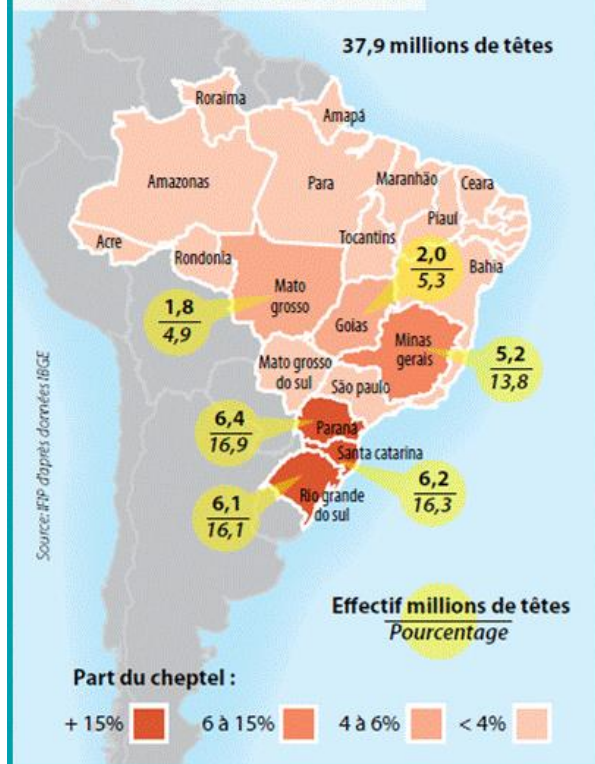 37,9 millions de têtes
Roraima
Amapá
Amazonas
Para
Maranhão
Ceara
Piauí
Acre
Rondonia
Tocantins
Bahia
2,0
5,3
Mato
grosso
1,8
4,9
Goias
Minas
gerais
5,2
13,8
Mato grosso
do sul
São paulo
6,4
16,9
Paraná
Santa catarina
6,2
16,3
6,1
16,1
Rio grande
do sul
Source: IFIP d'après données IBGE
Effectif millions de têtes
Pourcentage
Part du cheptel :
+ 15%
6 à 15%
4 à 6%
< 4%